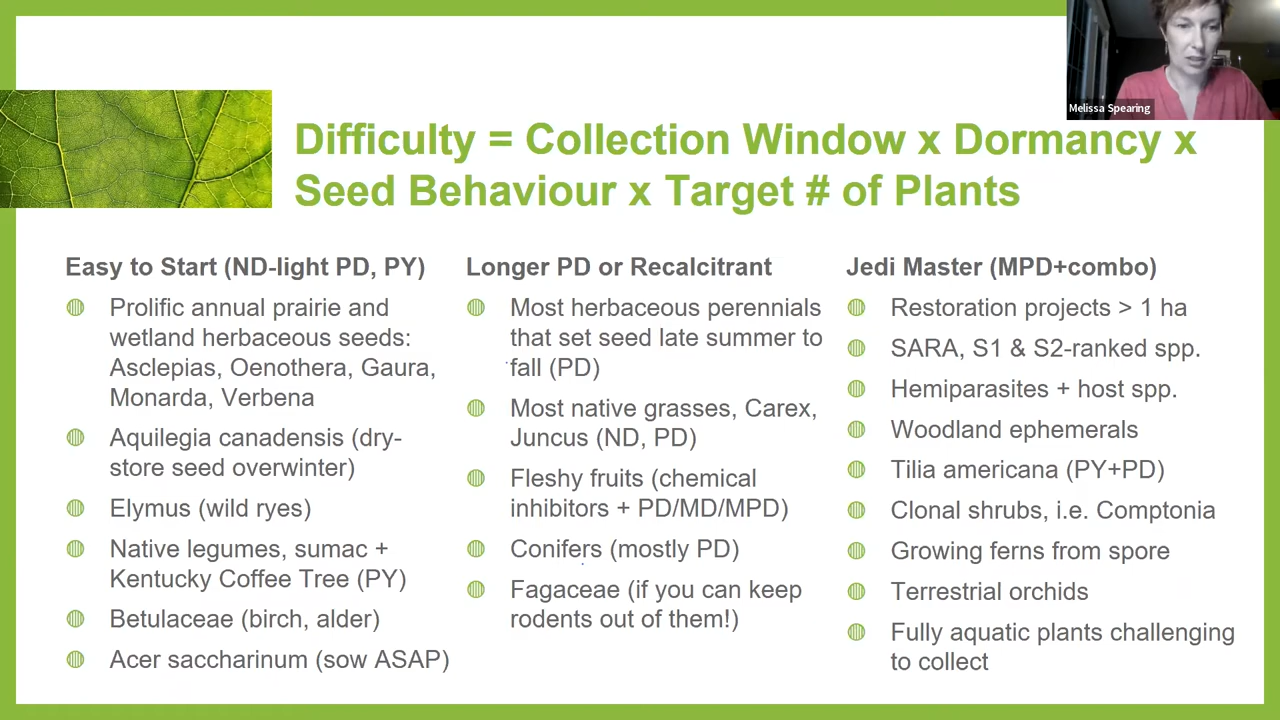 Melissa Spearing
Difficulty = Collection Window x Dormancy x
Seed Behaviour x Target # of Plants
Easy to Start (ND-light PD, PY)
Prolific annual prairie and
wetland herbaceous seeds:
Asclepias, Oenothera, Gaura,
Monarda, Verbena
Aquilegia canadensis (dry-
store seed overwinter)
Elymus (wild ryes)
Native legumes, sumac +
Kentucky Coffee Tree (PY)
Betulaceae (birch, alder)
Acer saccharinum (sow ASAP)
Longer PD or Recalcitrant
Most herbaceous perennials
that set seed late summer to
fall (PD)
Most native grasses, Carex,
Juncus (ND, PD)
Fleshy fruits (chemical
inhibitors + PD/MD/MPD)
Conifers (mostly PD)
Fagaceae (if you can keep
rodents out of them!)
Jedi Master (MPD+combo)
Restoration projects > 1 ha
SARA, S1 & S2-ranked spp.
Hemiparasites + host spp.
Woodland ephemerals
Tilia americana (PY+PD)
Clonal shrubs, i.e. Comptonia
Growing ferns from spore
Terrestrial orchids
Fully aquatic plants challenging
to collect